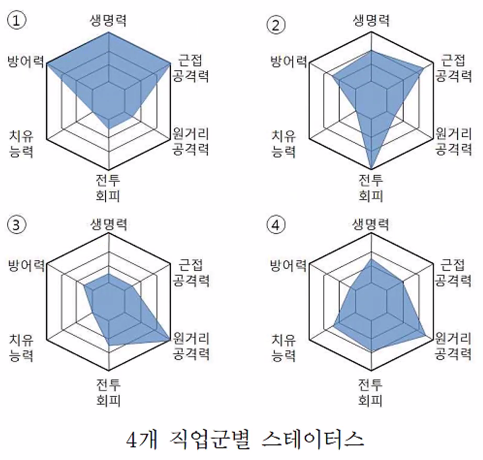 ①
생명력
방어력
근접
공격력
치유
능력
원거리
공격력
전투
회피
②
생명력
방어력
근접
공격력
치유
능력
원거리
공격력
전투
회피
③
생명력
방어력
근접
공격력
치유
능력
원거리
공격력
전투
회피
④
생명력
방어력
근접
공격력
치유
능력
원거리
공격력
전투
회피
4개 직업군별 스테이터스